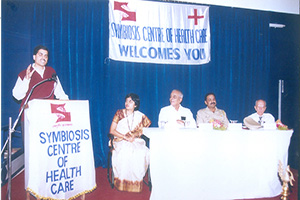 SYMBIOSIS CENTRE OF HEALTH CARE
WELCOMES YOU
SYMBIOSIS
CENTRE
OF
HEALTH
CARE